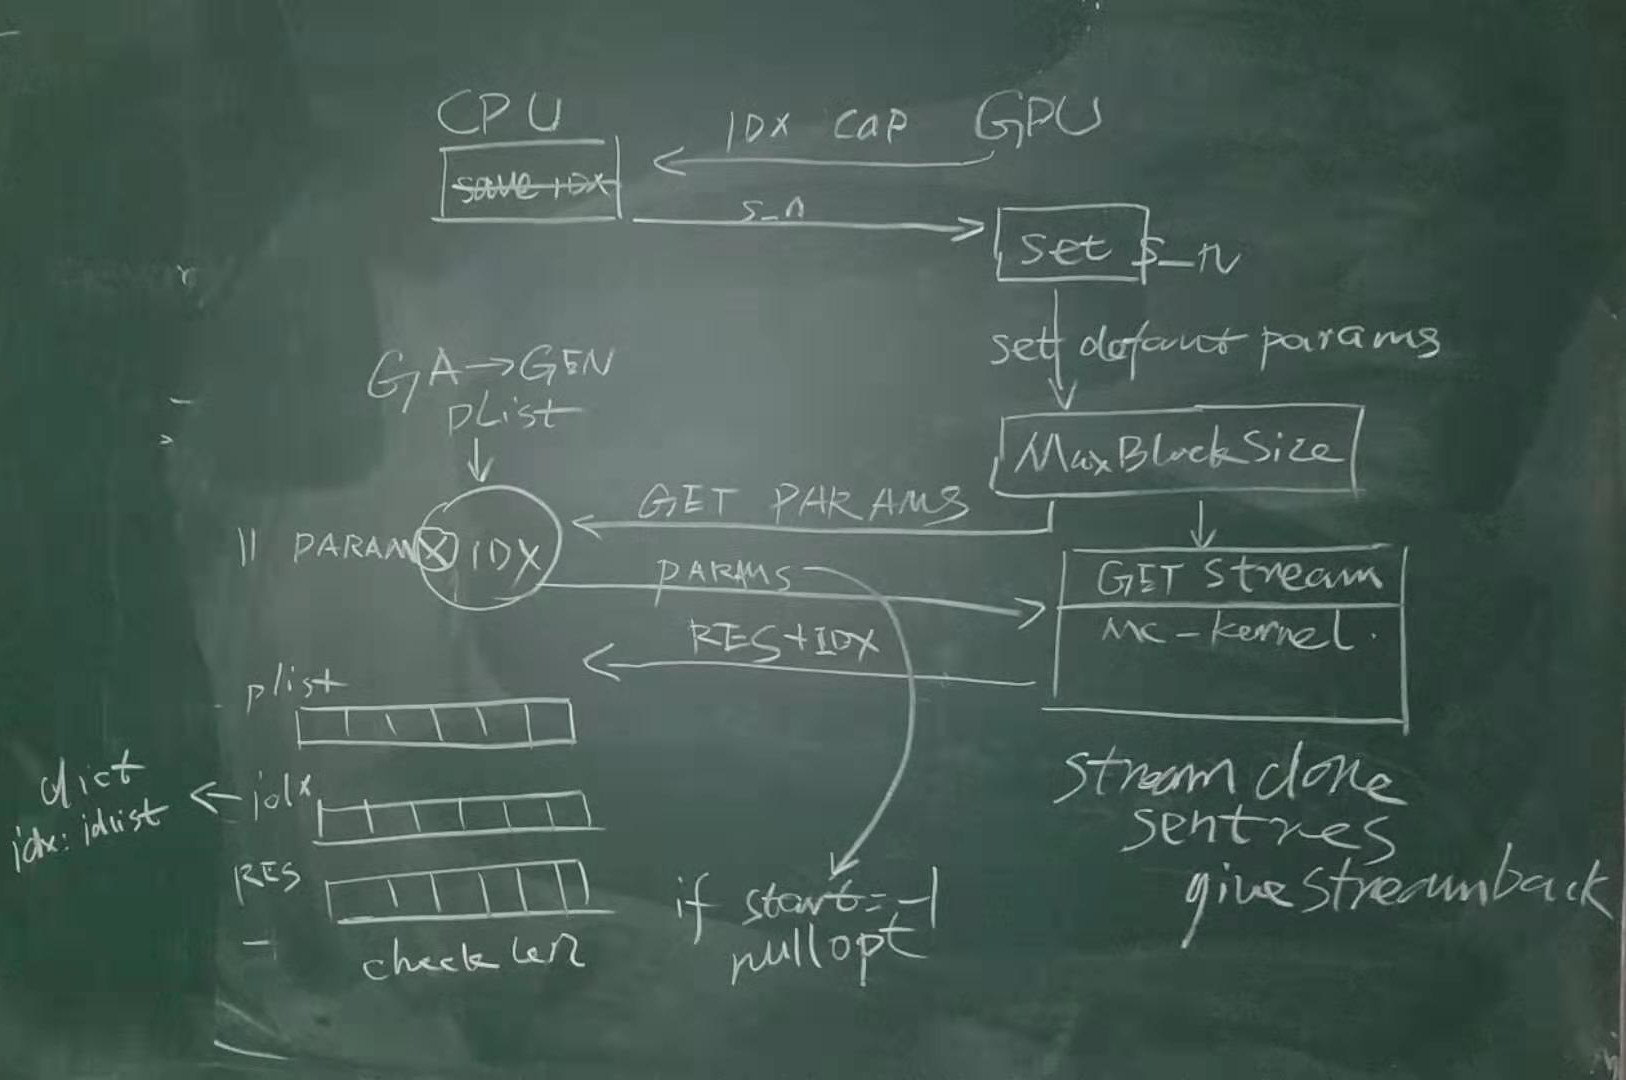 CPU
IDX cap
GPU
save IDX
s_n
set s_n
set defaut params
GA→GEN
plist
MaxBlockSize
GET PARAMS
|| PARAM IDX
PARAMS
GET stream
MC-kernel.
RES+IDX
plist
idx
dict
idx: idlist
RES
check len
if start=-1
nullopt
stream done
sent res
give stream back